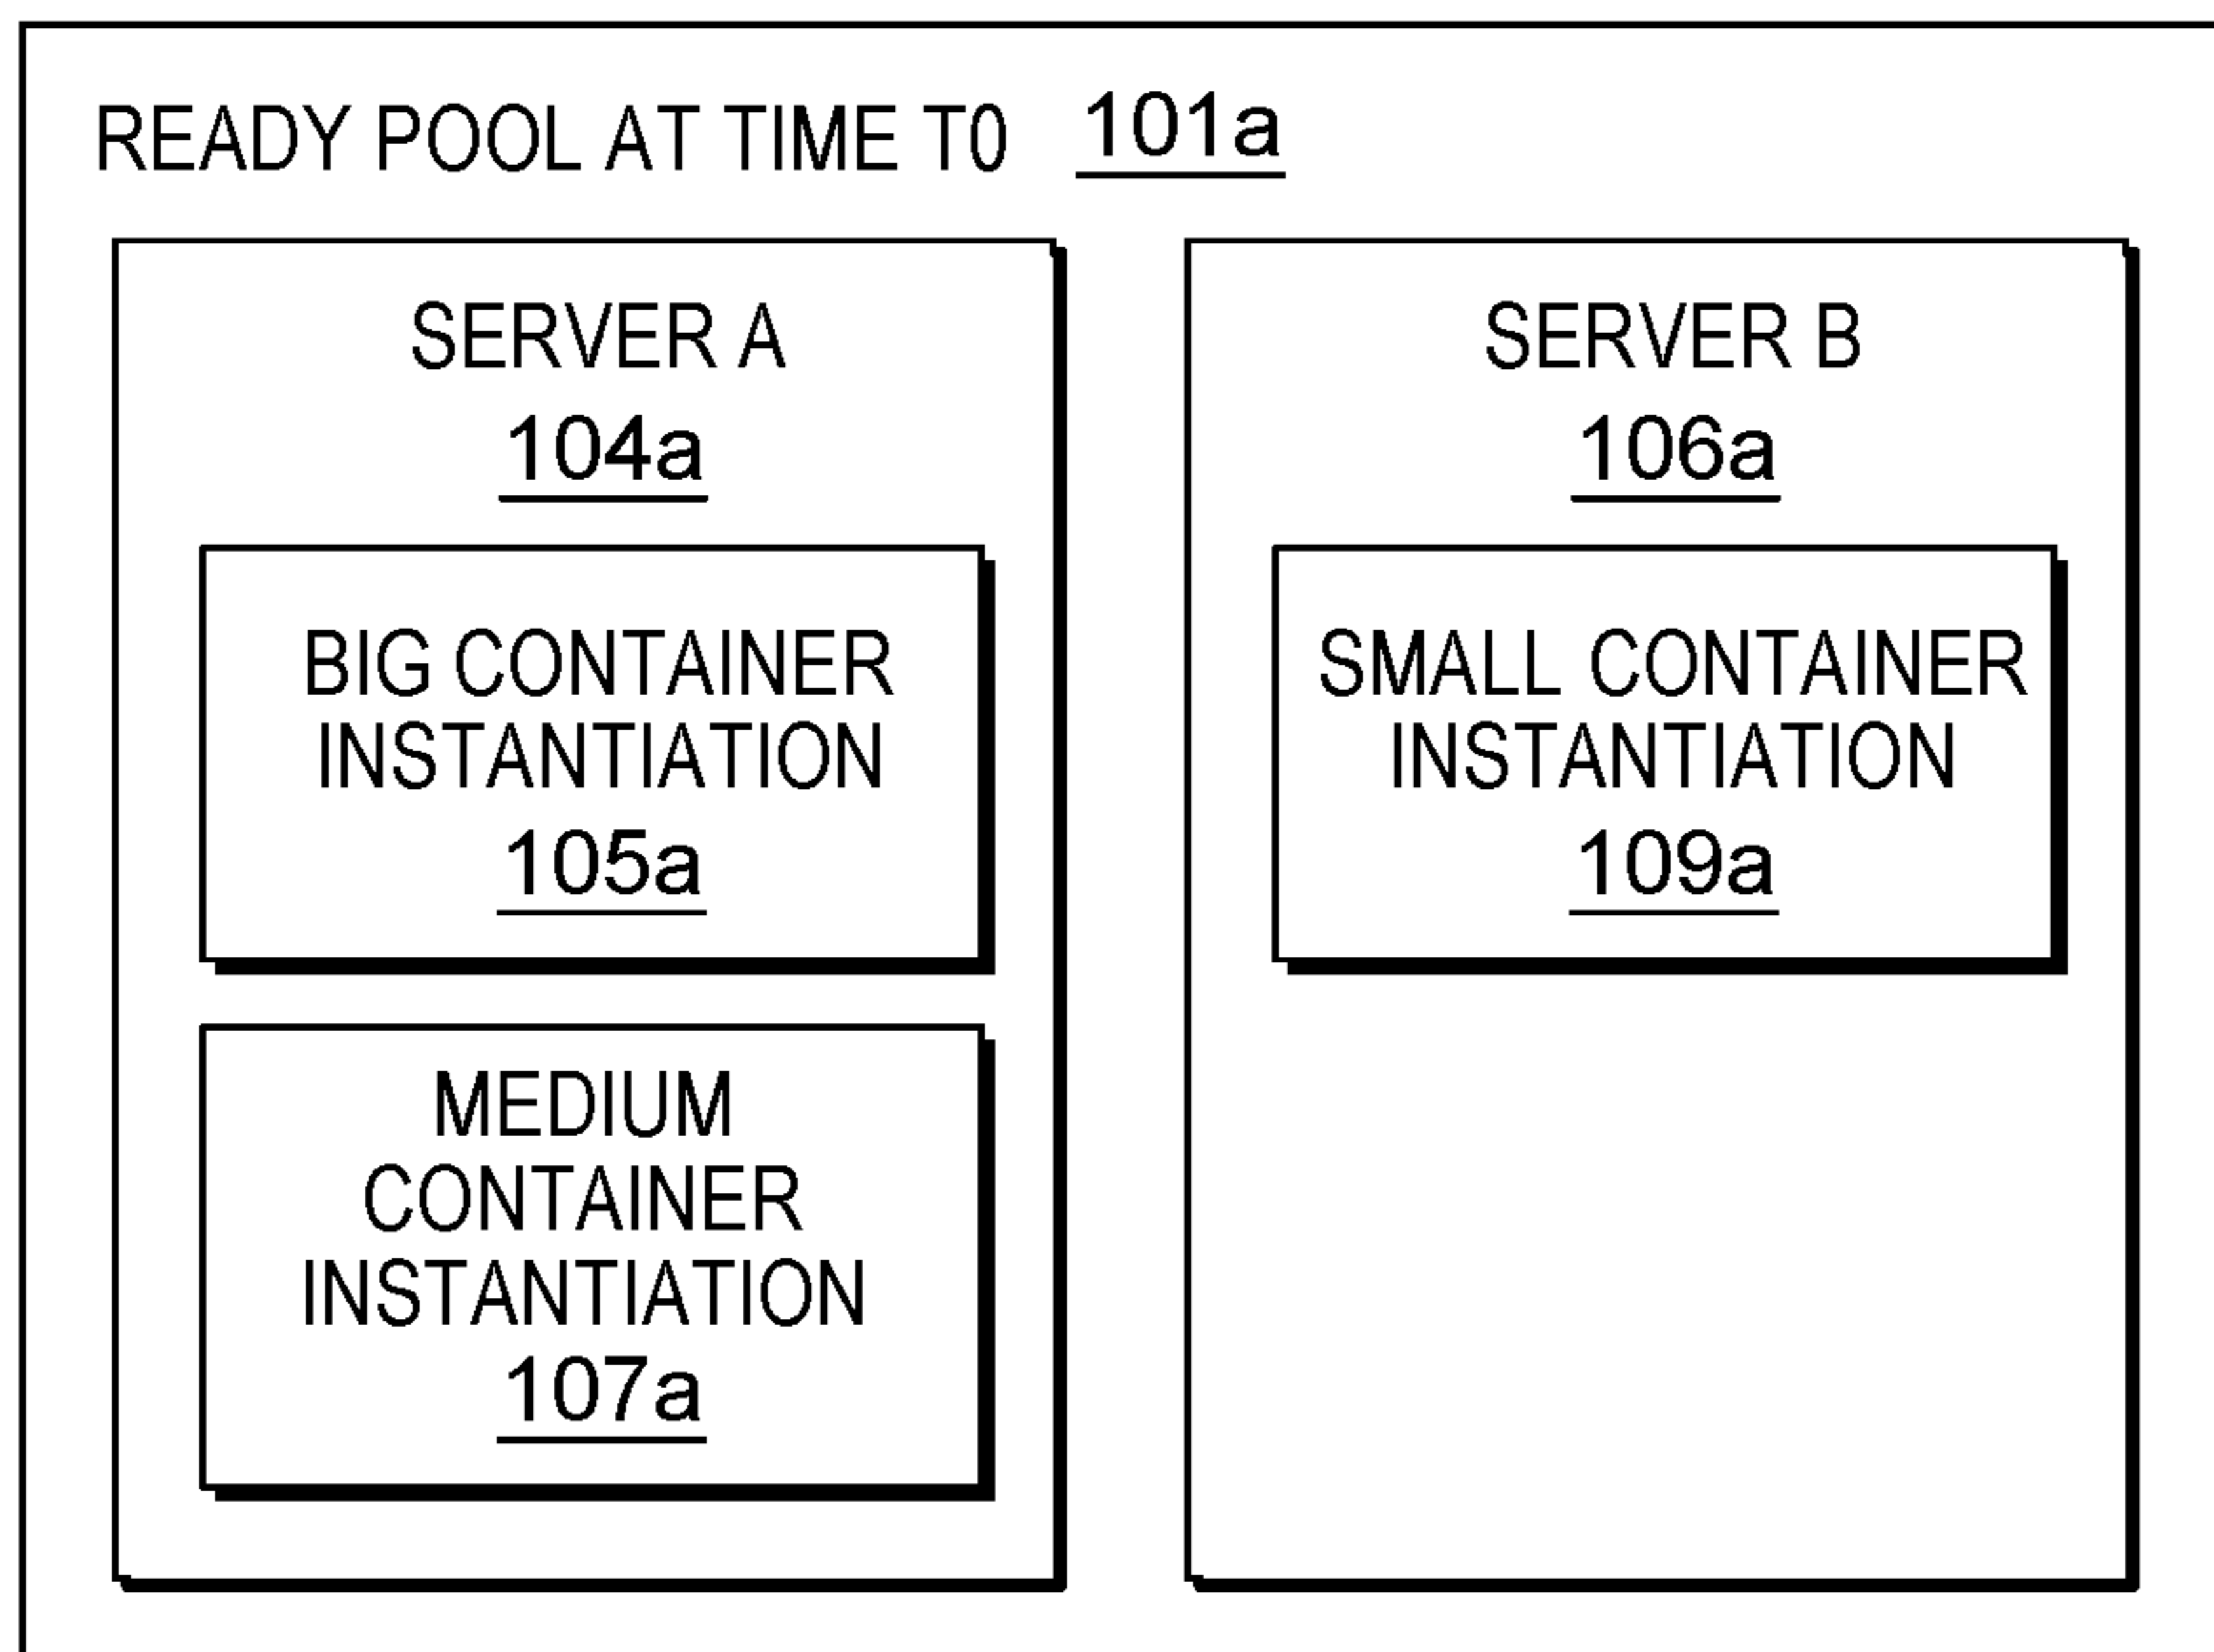 READY POOL AT TIME T0 101a
SERVER A
104a
BIG CONTAINER
INSTANTIATION
105a
MEDIUM
CONTAINER
INSTANTIATION
107a
SERVER B
106a
SMALL CONTAINER
INSTANTIATION
109a